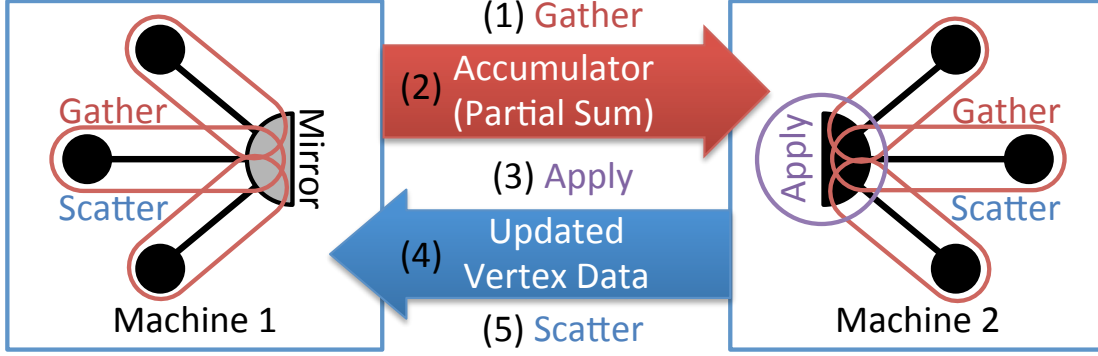 (1) Gather
(2) Accumulator
(Partial Sum)
(3) Apply
(4) Updated
Vertex Data
(5) Scatter
Gather
Scatter
Mirror
Machine 1
Apply
Gather
Scatter
Machine 2